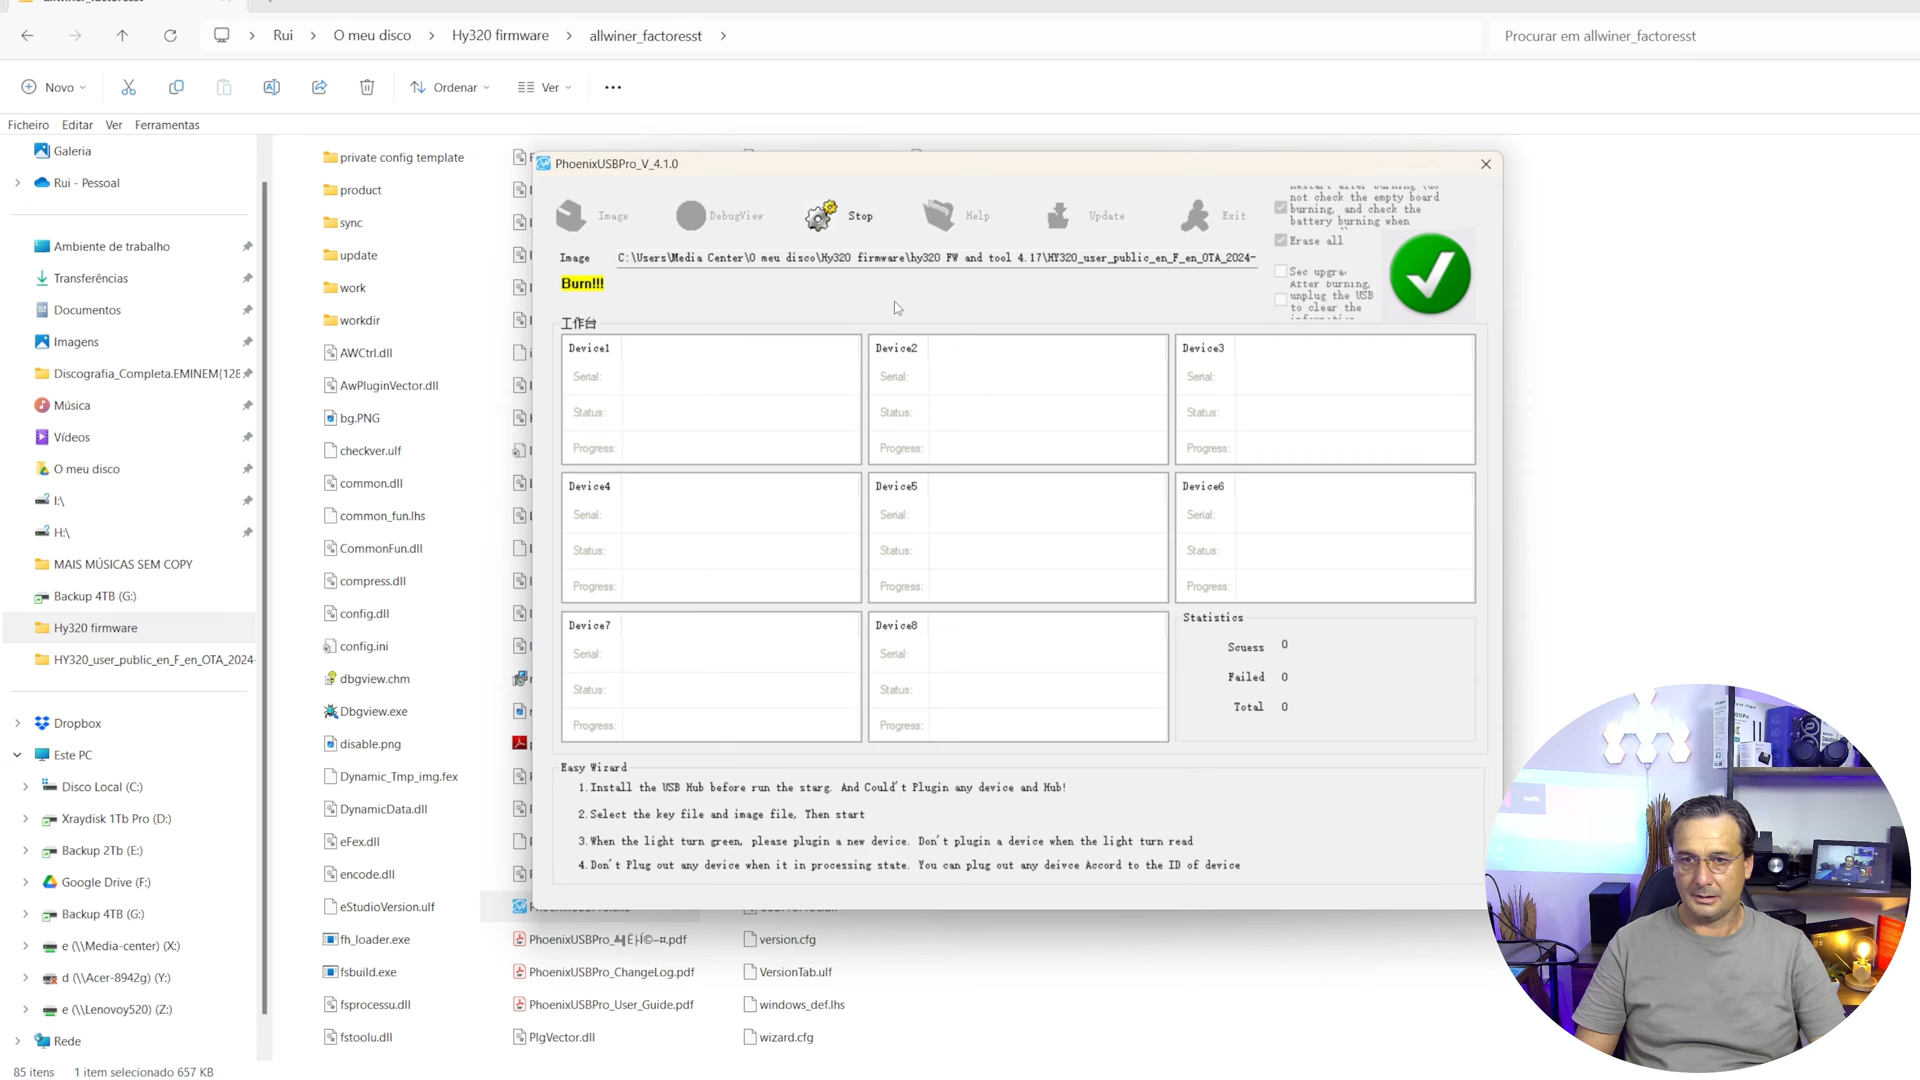 Rui
O meu disco
Hy320 firmware
allwiner_factoresst
Procurar em allwiner_factoresst
Novo
Ordenar
Ver
Ficheiro
Editar
Ver
Ferramentas
Galeria
Rui - Pessoal
Ambiente de trabalho
Transferências
Documentos
Imagens
Discografia_Completa.EMINEM(128
Música
Vídeos
O meu disco
I:\
H:\
MAIS MÚSICAS SEM COPY
Backup 4TB (G:)
Hy320 firmware
HY320_user_public_en_F_en_OTA_2024-
Dropbox
Este PC
Disco Local (C:)
Xraydisk 1Tb Pro (D:)
Backup 2Tb (E:)
Google Drive (F:)
Backup 4TB (G:)
e (\\Media-center) (X:)
d (\\Acer-8942g) (Y:)
e (\\Lenovoy520) (Z:)
Rede
85 itens
1 item selecionado 657 KB
private config template
product
sync
update
work
workdir
AWCtrl.dll
AwPluginVector.dll
bg.PNG
checkver.ulf
common.dll
common_fun.lhs
CommonFun.dll
compress.dll
config.dll
config.ini
dbgview.chm
Dbgview.exe
disable.png
Dynamic_Tmp_img.fex
DynamicData.dll
eFex.dll
encode.dll
eStudioVersion.ulf
fh_loader.exe
fsbuild.exe
fsprocessu.dll
fstoolu.dll
PhoenixUSBPro_ChangeLog.pdf
PhoenixUSBPro_User_Guide.pdf
PlgVector.dll
version.cfg
VersionTab.ulf
windows_def.lhs
wizard.cfg
PhoenixUSBPro_V_4.1.0
Image
DebugView
Stop
Help
Update
Exit
not check the empty board
burning, and check the
battery burning when
Erase all
Sec upgra
After burning,
unplug the USB
to clear the
Image
C:\Users\Media Center\O meu disco\Hy320 firmware\hy320 FW and tool 4.17\HY320_user_public_en_F_en_OTA_2024-
Burn!!!
工作台
Device1
Serial:
Status:
Progress:
Device2
Serial:
Status:
Progress:
Device3
Serial:
Status:
Progress:
Device4
Serial:
Status:
Progress:
Device5
Serial:
Status:
Progress:
Device6
Serial:
Status:
Progress:
Device7
Serial:
Status:
Progress:
Device8
Serial:
Status:
Progress:
Statistics
Scuess 0
Failed 0
Total 0
Easy Wizard
1.Install the USB Hub before run the starg. And Could't Plugin any device and Hub!
2.Select the key file and image file, Then start
3.When the light turn green, please plugin a new device. Don't plugin a device when the light turn read
4.Don't Plug out any device when it in processing state. You can plug out any deivce Accord to the ID of device